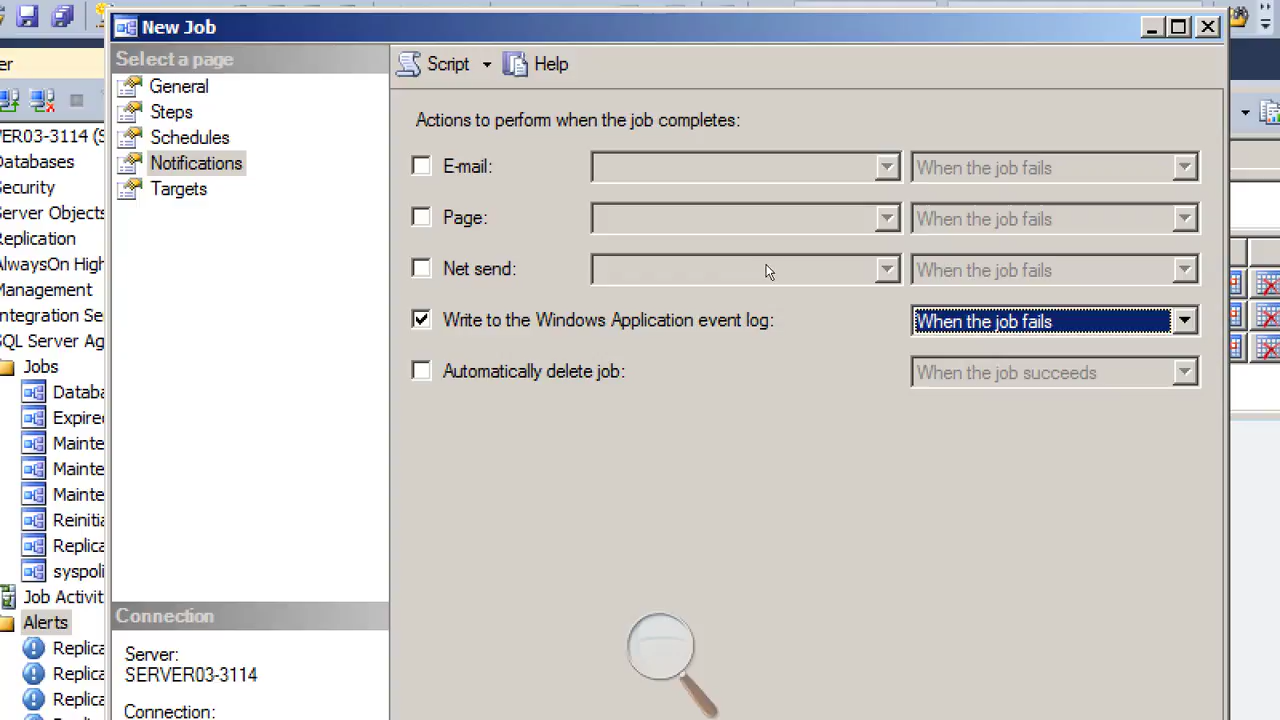 New Job
Select a page
Script
Help
er
General
Actions to perform when the job completes:
Steps
VER03-3114 (S
Schedules
Databases
Notifications
E-mail:
When the job fails
Security
Targets
Server Objects
Page:
When the job fails
Replication
AlwaysOn High
Net send:
When the job fails
Management
Integration Se
Write to the Windows Application event log:
When the job fails
SQL Server Ag
Jobs
Automatically delete job:
When the job succeeds
Databa
Expired
Mainte
Mainte
Mainte
Reinitia
Replica
syspoli
Job Activit
Connection
Alerts
Replica
Server:
Replica
SERVER03-3114
Replica
Connection: